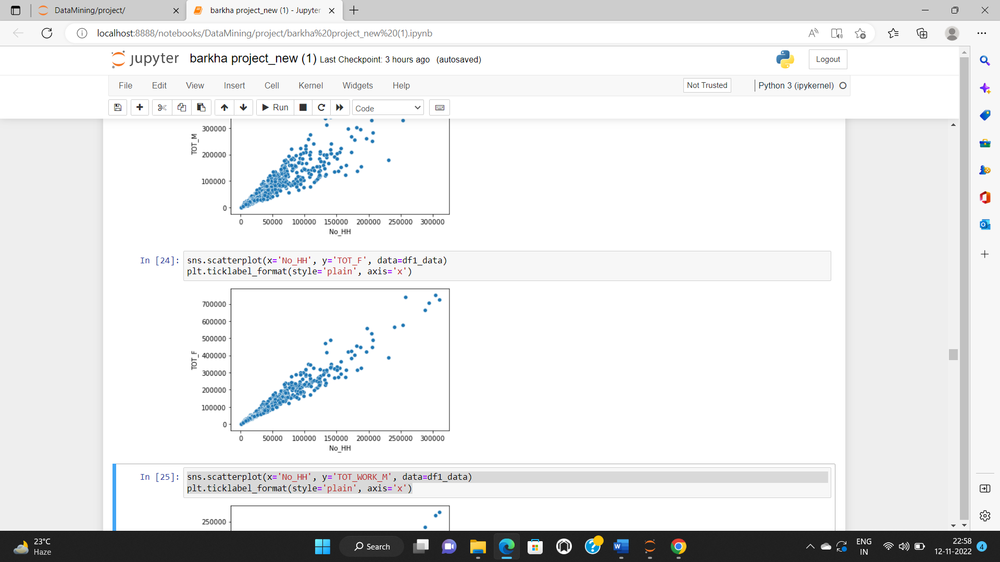 DataMining/project/
barkha project_new (1) - Jupyter
localhost:8888/notebooks/DataMining/project/barkha%20project_new%20(1).ipynb
jupyter barkha project_new (1) Last Checkpoint: 3 hours ago (autosaved)
Logout
File Edit View Insert Cell Kernel Widgets Help
Not Trusted
Python 3 (ipykernel)
Run
Code
300000
200000
100000
0
TOT_M
0 50000 100000 150000 200000 250000 300000
No_HH
In [24]:
sns.scatterplot(x='No_HH', y='TOT_F', data=df1_data)
plt.ticklabel_format(style='plain', axis='x')
700000
600000
500000
400000
300000
200000
100000
0
TOT_F
0 50000 100000 150000 200000 250000 300000
No_HH
In [25]:
sns.scatterplot(x='No_HH', y='TOT_WORK_M', data=df1_data)
plt.ticklabel_format(style='plain', axis='x')
250000
23°C
Haze
Search
ENG
IN
22:58
12-11-2022
4